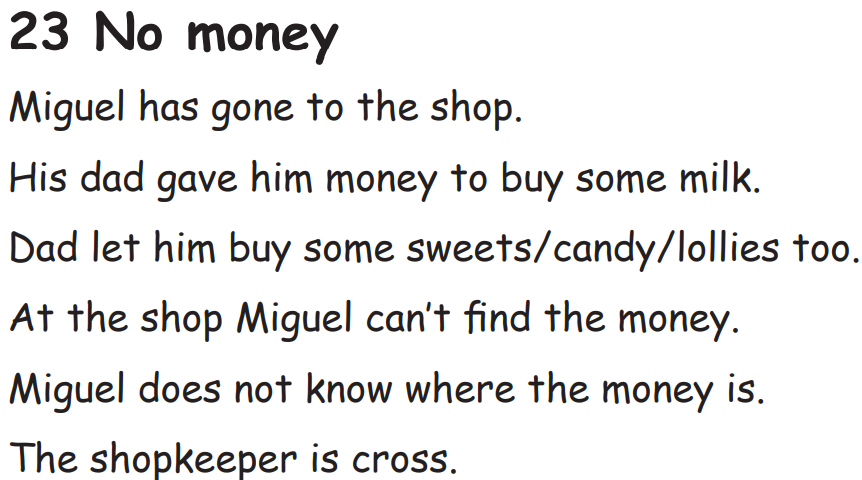 23 No money
Miguel has gone to the shop.
His dad gave him money to buy some milk.
Dad let him buy some sweets/candy/lollies too.
At the shop Miguel can't find the money.
Miguel does not know where the money is.
The shopkeeper is cross.